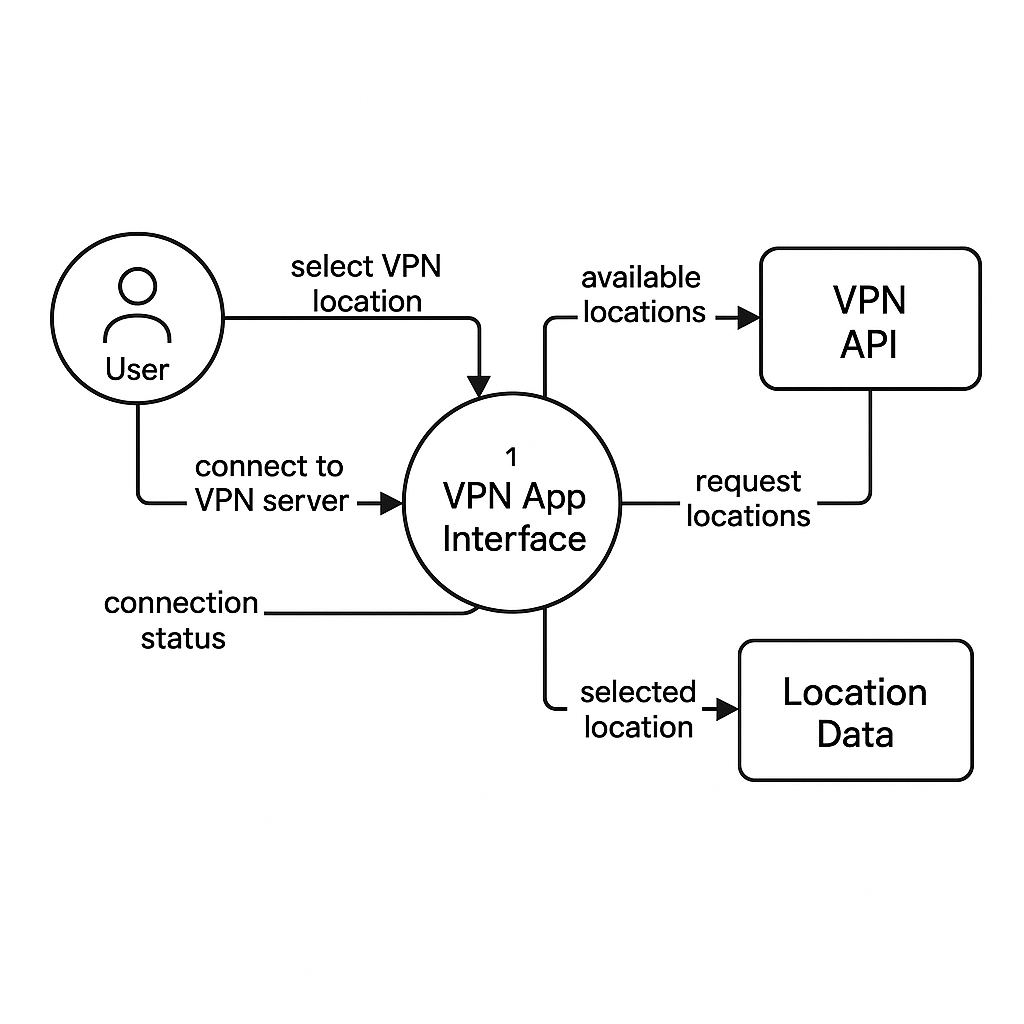 select VPN
location
available
locations
VPN
API
User
connect to
VPN server
1
VPN App
Interface
request
locations
connection
status
selected
location
Location
Data